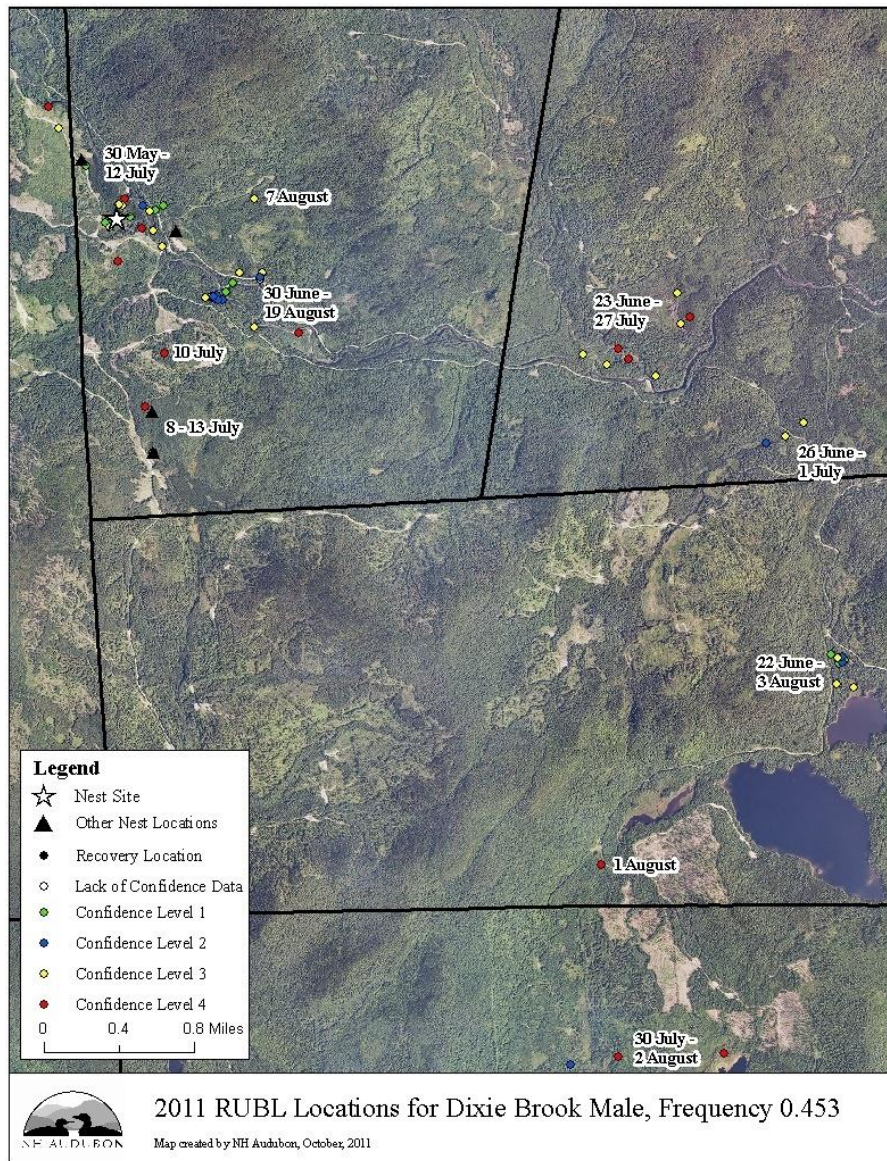 30 May -
12 July
7 August
30 June -
19 August
23 June -
27 July
10 July
8 - 13 July
26 June -
1 July
22 June -
3 August
1 August
30 July -
2 August
Legend
Nest Site
Other Nest Locations
Recovery Location
Lack of Confidence Data
Confidence Level 1
Confidence Level 2
Confidence Level 3
Confidence Level 4
0 0.4 0.8 Miles
NH AUDUBON
2011 RUBL Locations for Dixie Brook Male, Frequency 0.453
Map created by NH Audubon, October, 2011